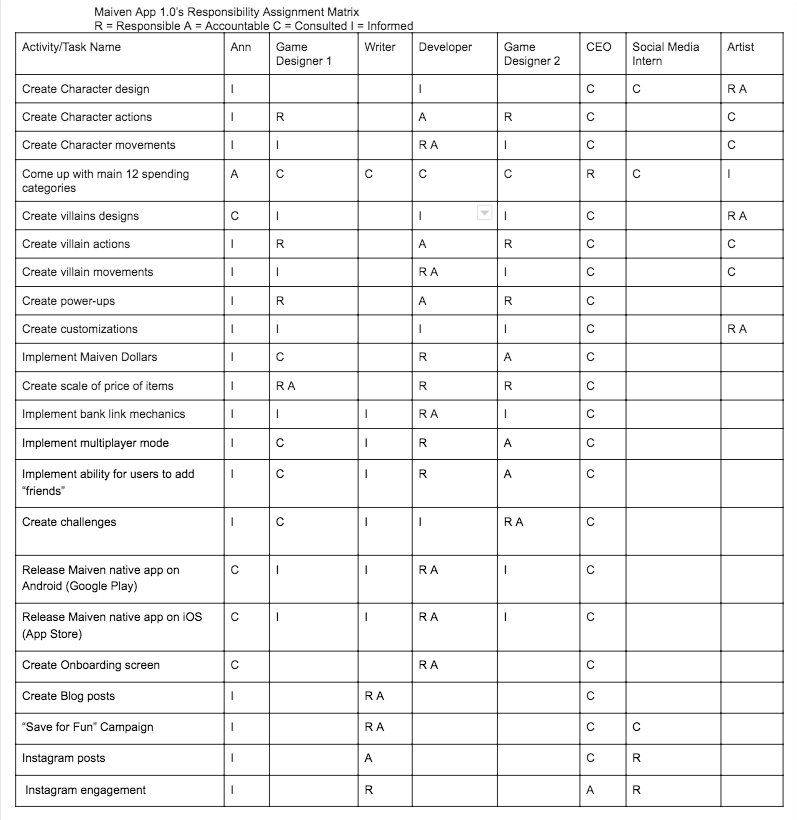 Maiven App 1.0's Responsibility Assignment Matrix
R = Responsible A = Accountable C = Consulted I = Informed
Activity/Task Name Ann Game Designer 1 Writer Developer Game Designer 2 CEO Social Media Intern Artist
Create Character design I I C C R A
Create Character actions I R A R C C
Create Character movements I I R A I C C
Come up with main 12 spending categories A C C C C R C I
Create villains designs C I I I C R A
Create villain actions I R A R C C
Create villain movements I I R A I C C
Create power-ups I R A R C
Create customizations I I I I C R A
Implement Maiven Dollars I C R A C
Create scale of price of items I R A R R C
Implement bank link mechanics I I I R A I C
Implement multiplayer mode I C I R A C
Implement ability for users to add "friends" I C I R A C
Create challenges I C I I R A C
Release Maiven native app on Android (Google Play) C I I R A I C
Release Maiven native app on iOS (App Store) C I I R A I C
Create Onboarding screen C R A C
Create Blog posts I R A C
"Save for Fun" Campaign I R A C C
Instagram posts I A C R
Instagram engagement I R A R